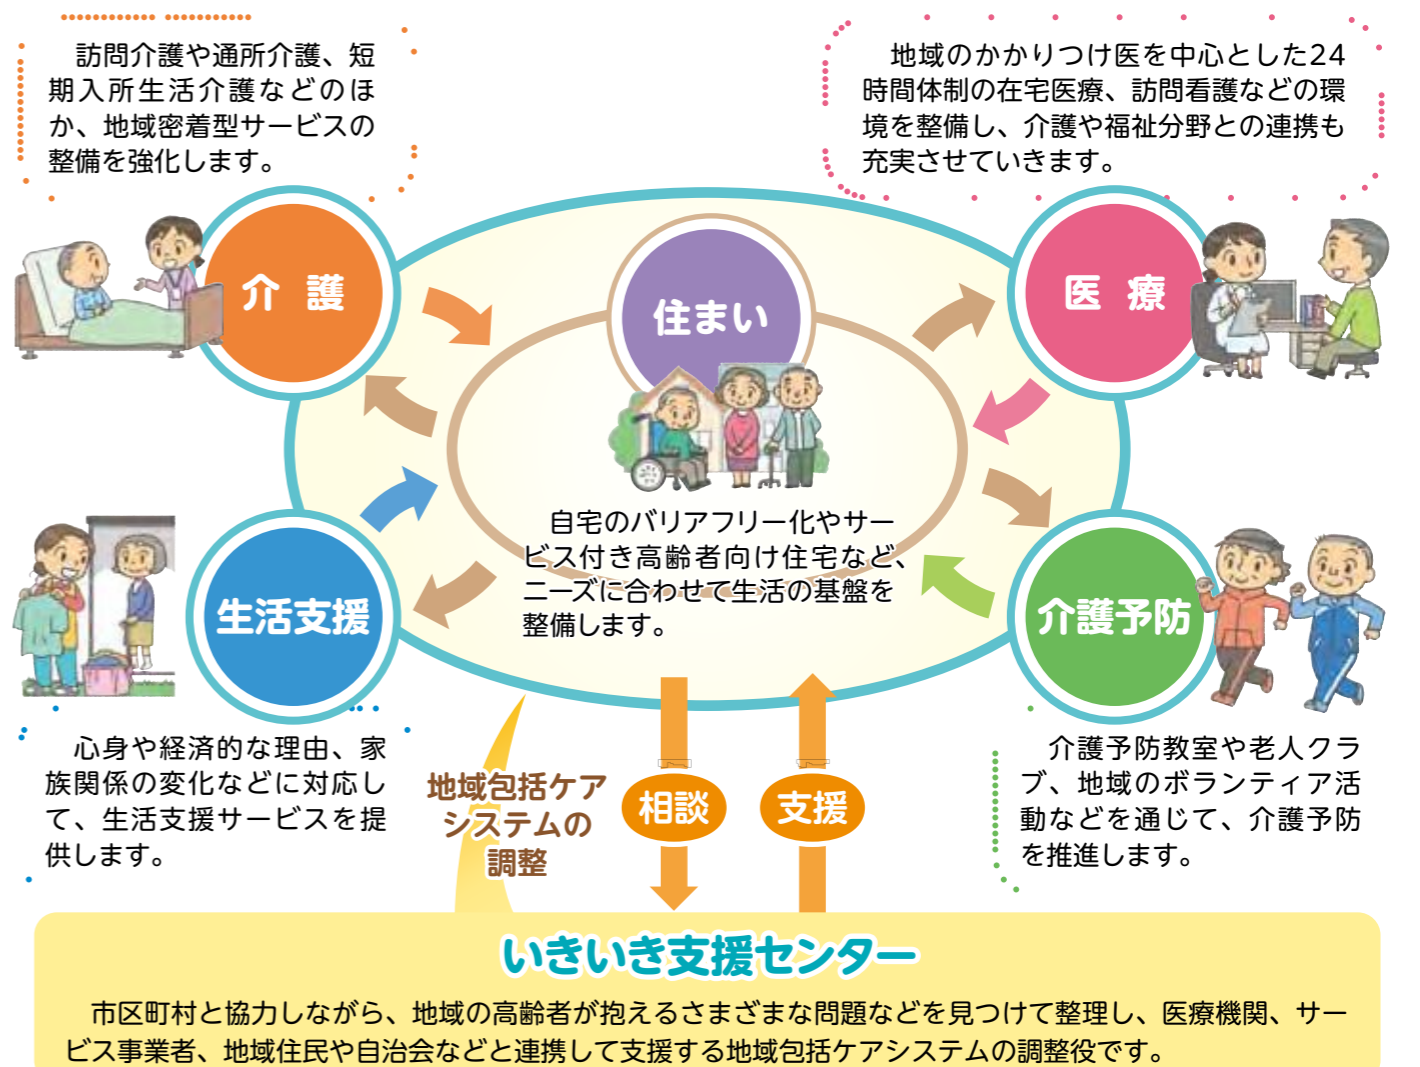 訪問介護や通所介護、短
期入所生活介護などのほ
か、地域密着型サービスの
整備を強化します。
地域のかかりつけ医を中心とした24
時間体制の在宅医療、訪問看護などの環
境を整備し、介護や福祉分野との連携も
充実させていきます。
介護
住まい
医療
自宅のバリアフリー化やサー
ビス付き高齢者向け住宅など、
ニーズに合わせて生活の基盤を
整備します。
生活支援
介護予防
心身や経済的な理由、家
族関係の変化などに対応し
て、生活支援サービスを提
供します。
地域包括ケア
システムの
調整
相談
支援
介護予防教室や老人クラ
ブ、地域のボランティア活
動などを通じて、介護予防
を推進します。
いきいき支援センター
市区町村と協力しながら、地域の高齢者が抱えるさまざまな問題などを見つけて整理し、医療機関、サー
ビス事業者、地域住民や自治会などと連携して支援する地域包括ケアシステムの調整役です。